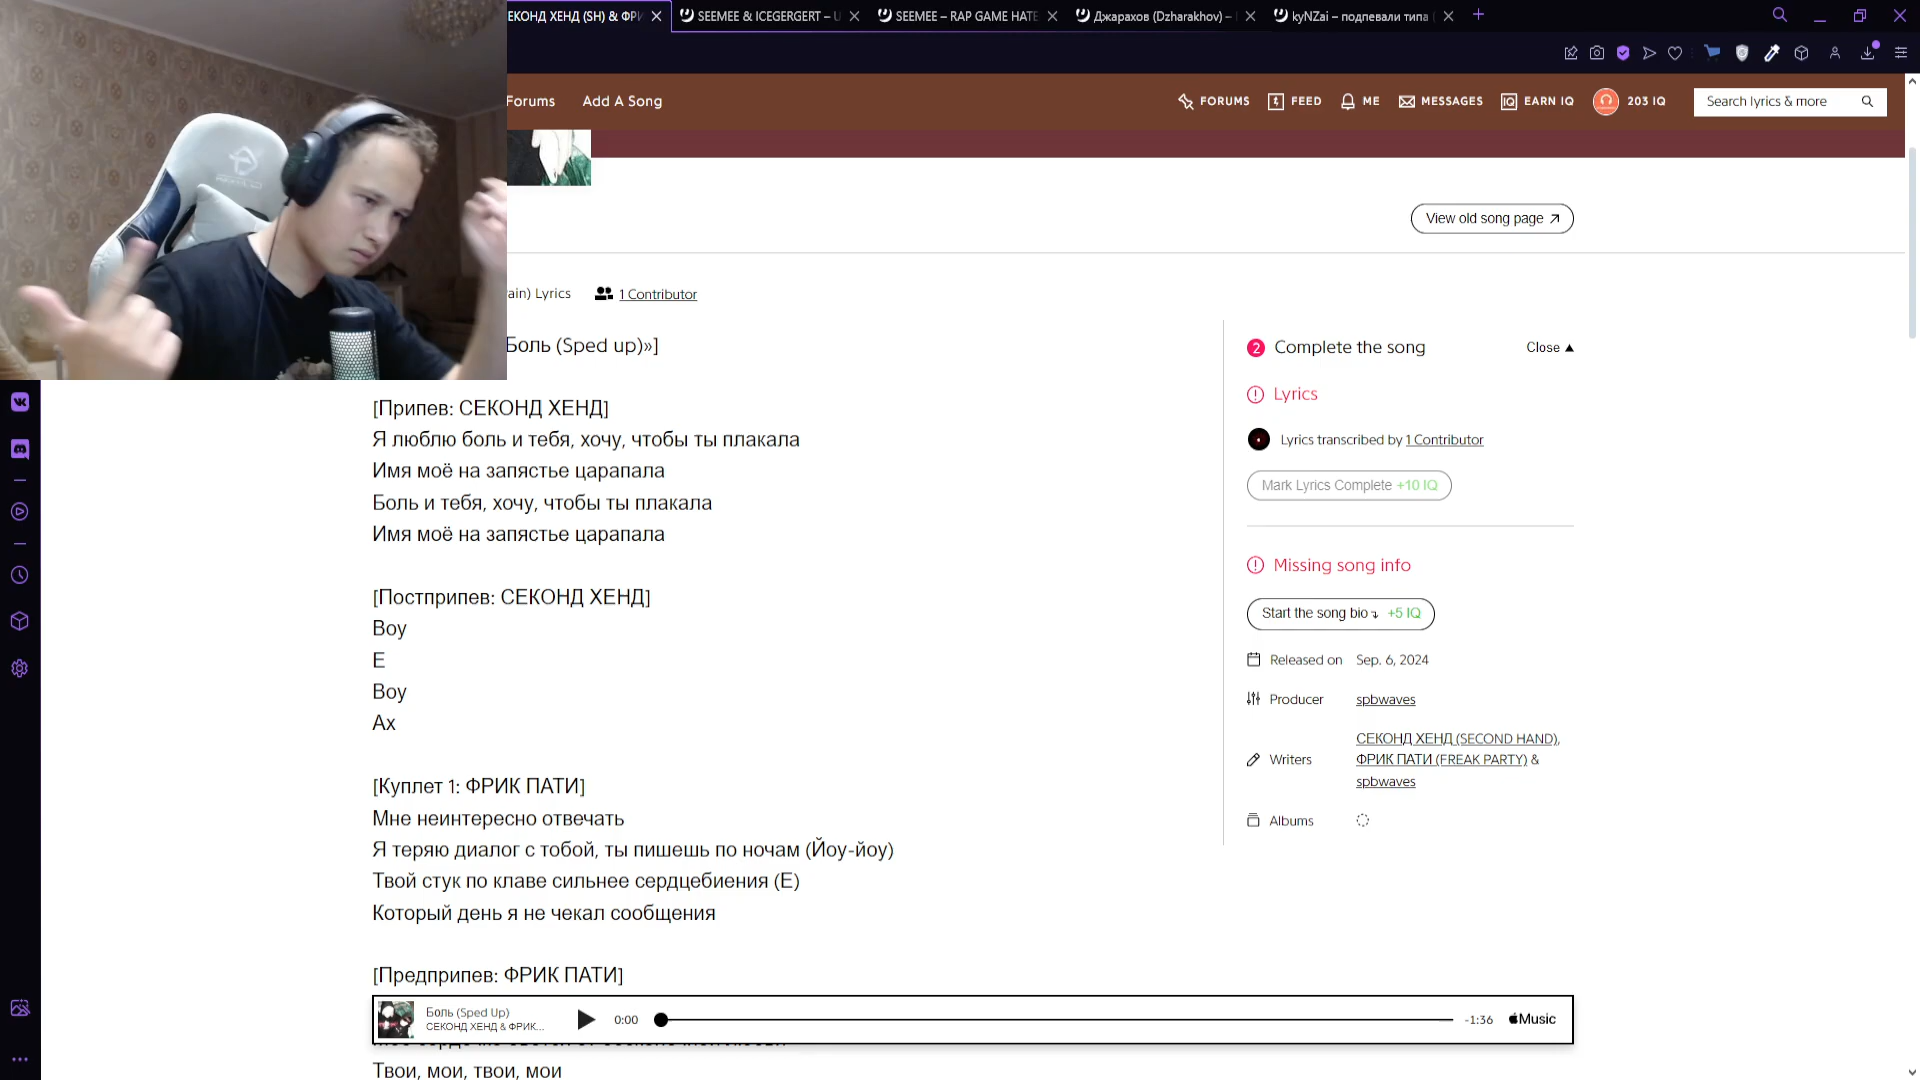 ЕКОНД ХЕНД (SH) & ФРИ
SEEMEE & ICEGERGERT – U
SEEMEE – RAP GAME HATE
Джарахов (Dzharakhov) –
kyNZai – подпевали типа
Forums
Add A Song
FORUMS
FEED
ME
MESSAGES
EARN IQ
203 IQ
Search lyrics & more
View old song page
ain) Lyrics
1 Contributor
Боль (Sped up)»]
[Припев: СЕКОНД ХЕНД]
Я люблю боль и тебя, хочу, чтобы ты плакала
Имя моё на запястье царапала
Боль и тебя, хочу, чтобы ты плакала
Имя моё на запястье царапала
[Постприпев: СЕКОНД ХЕНД]
Воу
Е
Воу
Ах
[Куплет 1: ФРИК ПАТИ]
Мне неинтересно отвечать
Я теряю диалог с тобой, ты пишешь по ночам (Йоу-йоу)
Твой стук по клаве сильнее сердцебиения (Е)
Который день я не чекал сообщения
[Предприпев: ФРИК ПАТИ]
Твои, мои, твои, мои
2 Complete the song
Close
Lyrics
Lyrics transcribed by 1 Contributor
Mark Lyrics Complete +10 IQ
Missing song info
Start the song bio +5 IQ
Released on Sep. 6, 2024
Producer spbwaves
Writers СЕКОНД ХЕНД (SECOND HAND),
ФРИК ПАТИ (FREAK PARTY) &
spbwaves
Albums
Боль (Sped Up)
СЕКОНД ХЕНД & ФРИК...
0:00
-1:36
Music